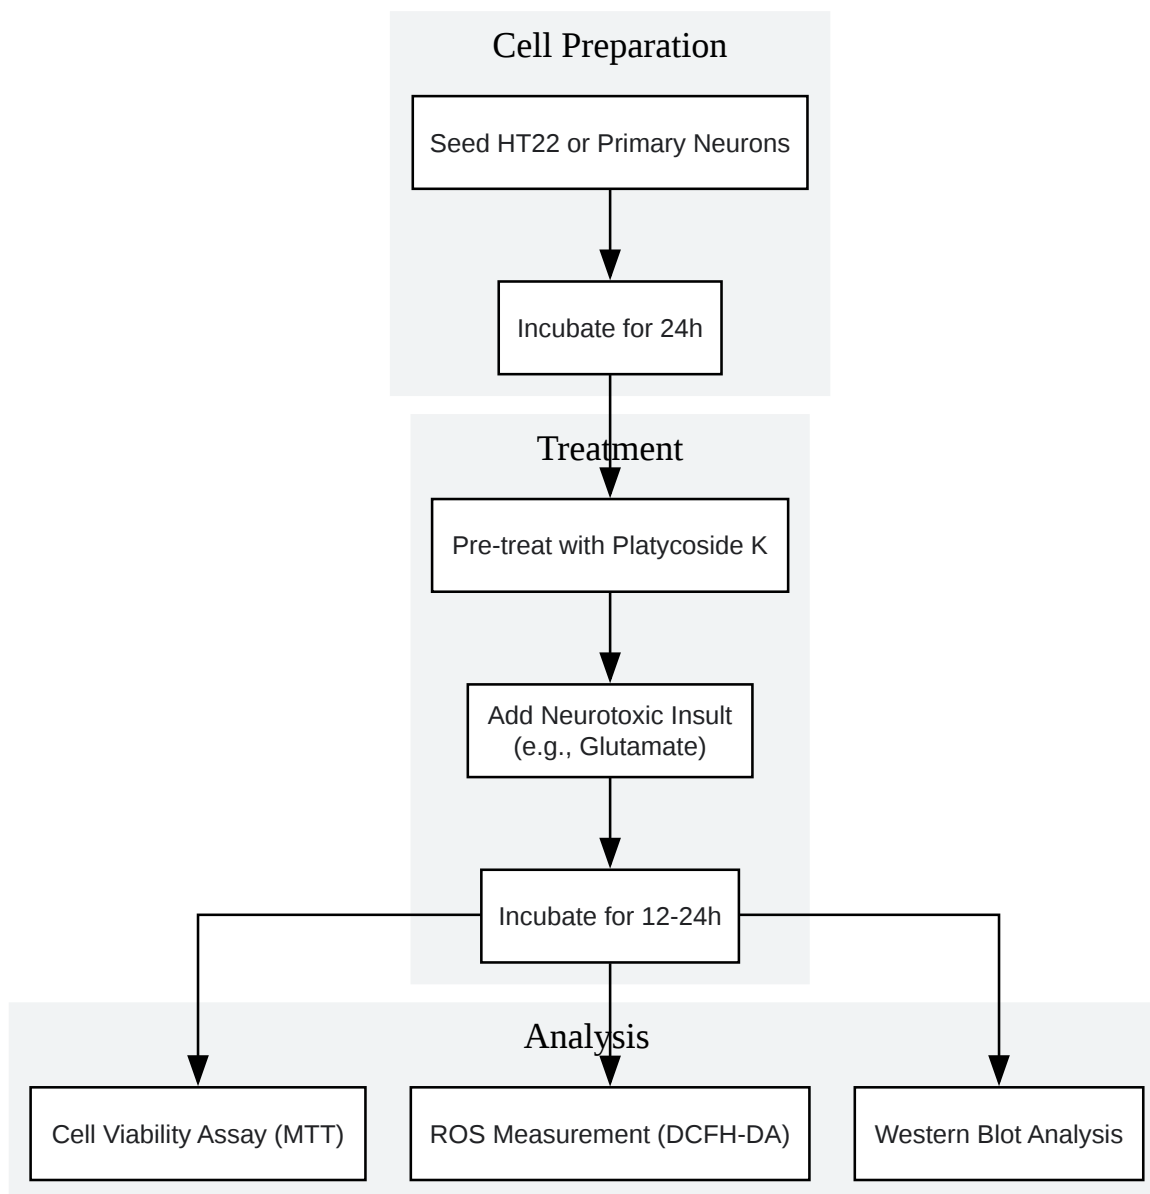 Cell Preparation
Seed HT22 or Primary Neurons
Incubate for 24h
Treatment
Pre-treat with Platycoside K
Add Neurotoxic Insult
(e.g., Glutamate)
Incubate for 12-24h
Analysis
Cell Viability Assay (MTT)
ROS Measurement (DCFH-DA)
Western Blot Analysis